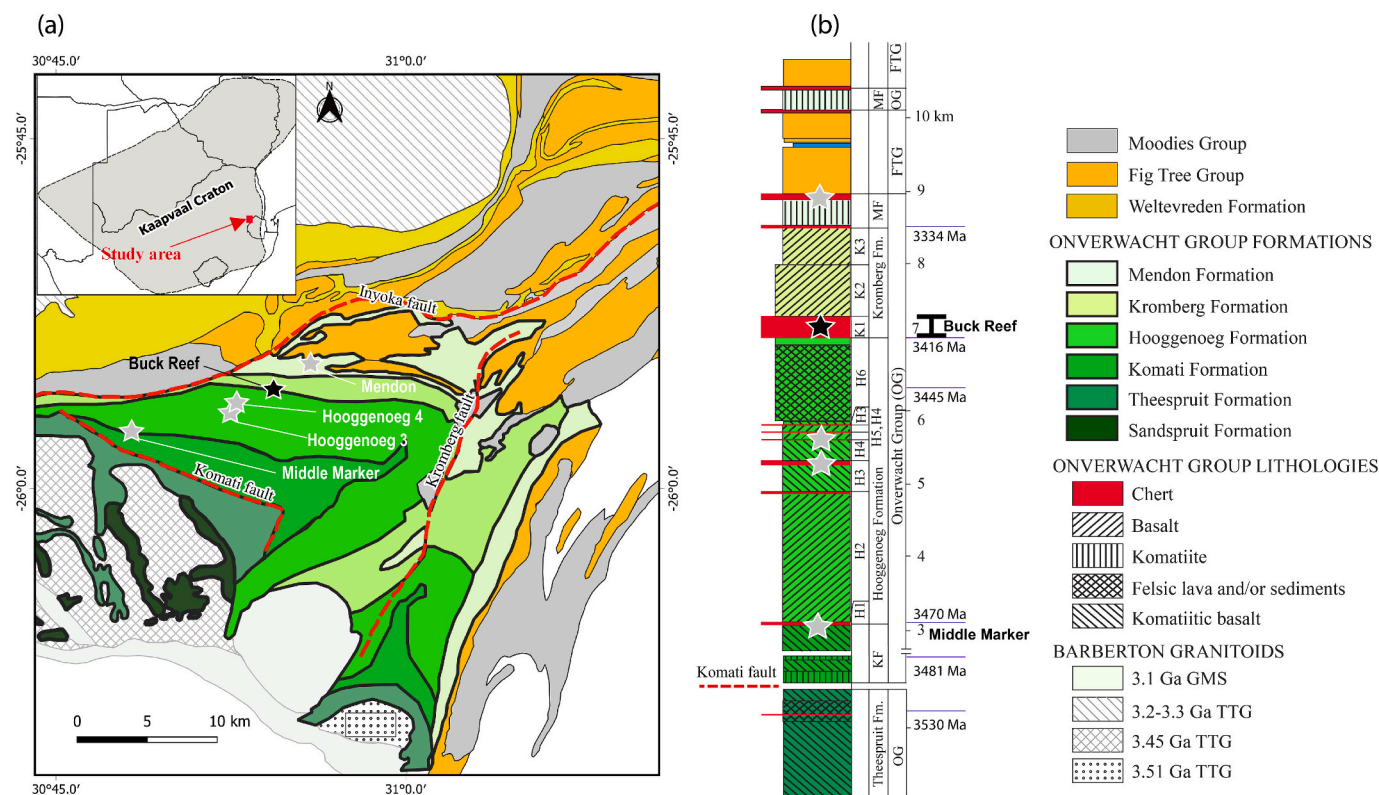 (a)
30°45.0'
31°0.0'
-25°45.0'
-25°45.0'
N
Kaapvaal Craton
Study area
Inyoka fault
Buck Reef
Mendon
Hooggenoeg 4
Hooggenoeg 3
Kromberg fault
Middle Marker
Komati fault
-26°0.0'
-26°0.0'
0 5 10 km
30°45.0'
31°0.0'
(b)
FTG
MF
OG
10 km
FTG
9
MF
3334 Ma
K3
8
Kromberg Fm.
K2
K1
7
Buck Reef
3416 Ma
H6
3445 Ma
H3
6
H5,H4
H4
Onverwacht Group (OG)
H3
5
Hooggenoeg Formation
H2
4
H1
3470 Ma
3
Middle Marker
KF
Komati fault
3481 Ma
3530 Ma
Theespruit Fm.
OG
Moodies Group
Fig Tree Group
Weltevreden Formation
ONVERWACHT GROUP FORMATIONS
Mendon Formation
Kromberg Formation
Hooggenoeg Formation
Komati Formation
Theespruit Formation
Sandspruit Formation
ONVERWACHT GROUP LITHOLOGIES
Chert
Basalt
Komatiite
Felsic lava and/or sediments
Komatiitic basalt
BARBERTON GRANITOIDS
3.1 Ga GMS
3.2-3.3 Ga TTG
3.45 Ga TTG
3.51 Ga TTG